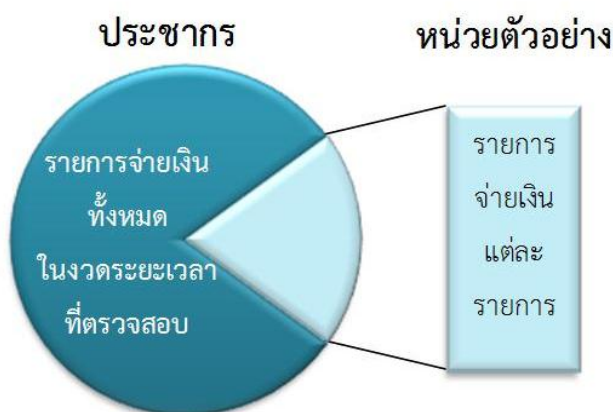 ประชากร
หน่วยตัวอย่าง
รายการจ่ายเงิน
ทั้งหมด
ในงวดระยะเวลา
ที่ตรวจสอบ
รายการ
จ่ายเงิน
แต่ละ
รายการ